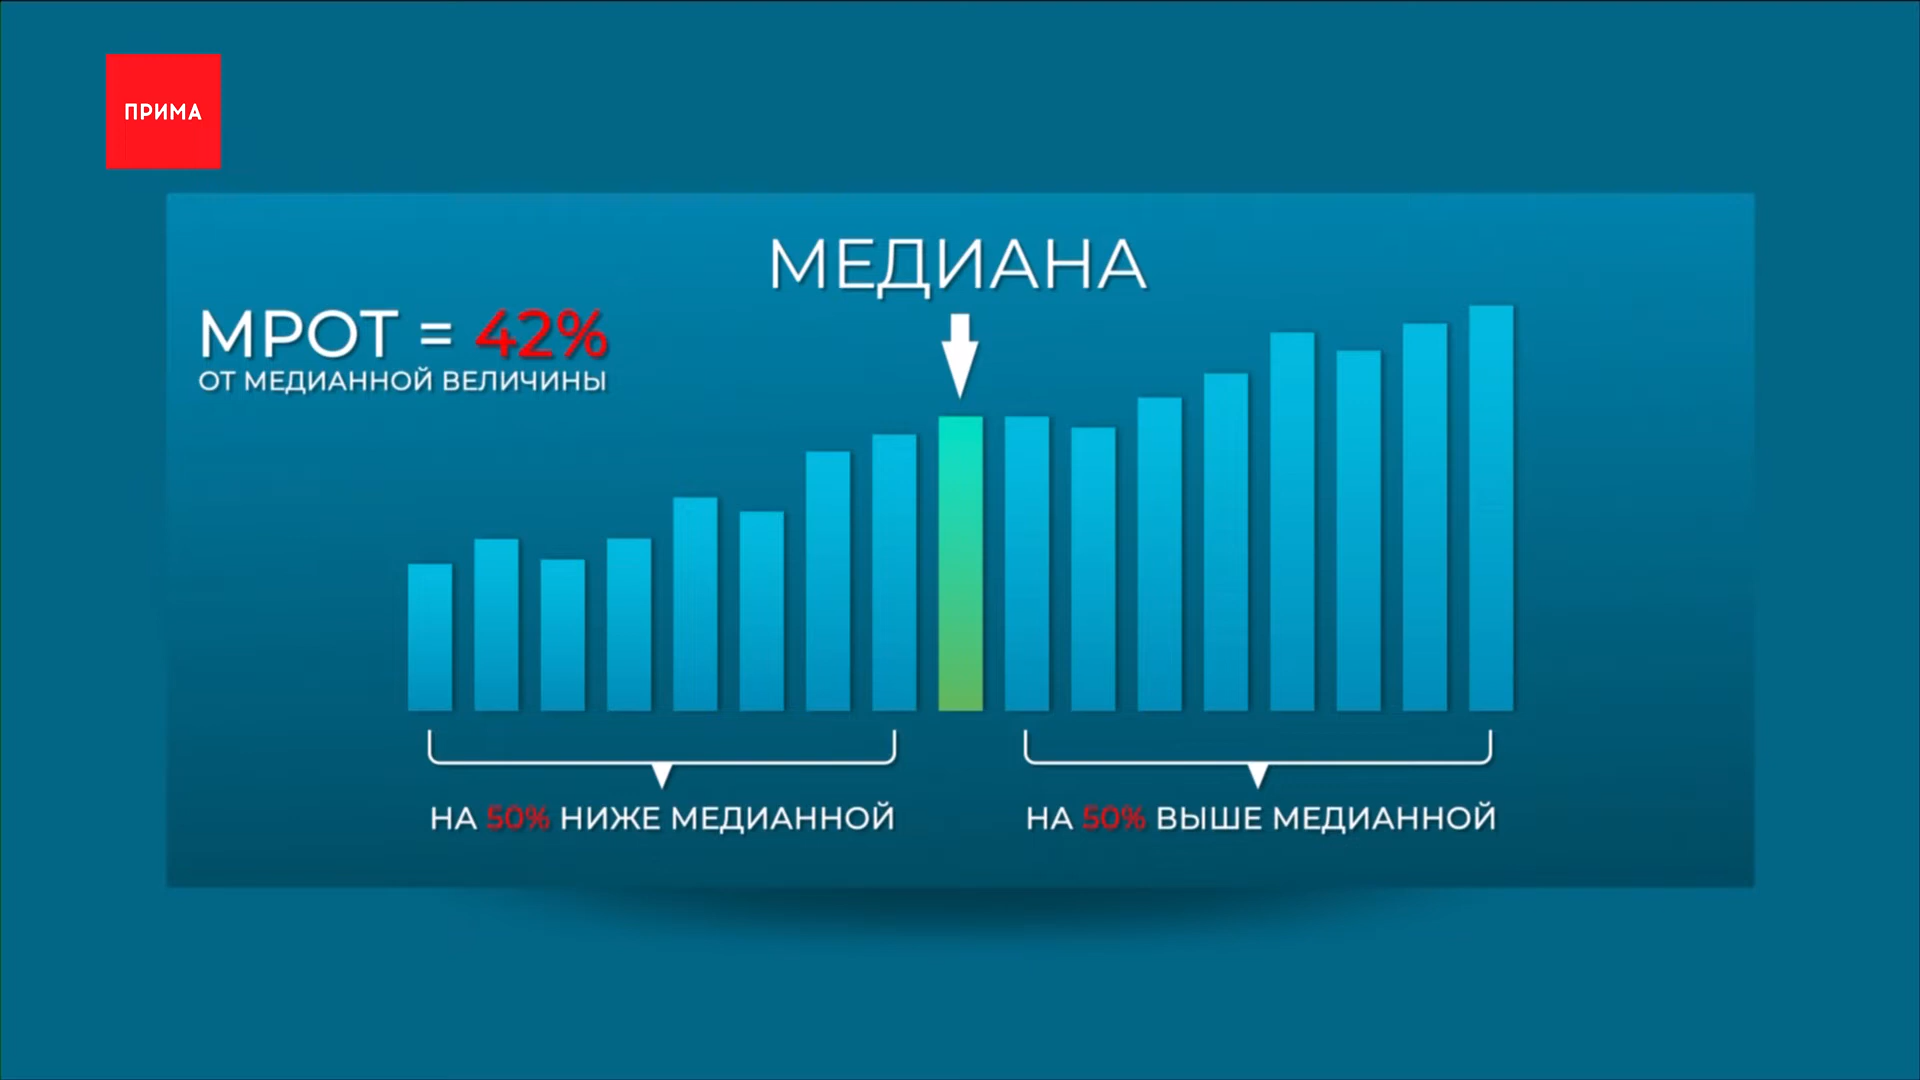 ПРИМА
МЕДИАНА
МРОТ = 42%
ОТ МЕДИАННОЙ ВЕЛИЧИНЫ
НА 50% НИЖЕ МЕДИАННОЙ
НА 50% ВЫШЕ МЕДИАННОЙ